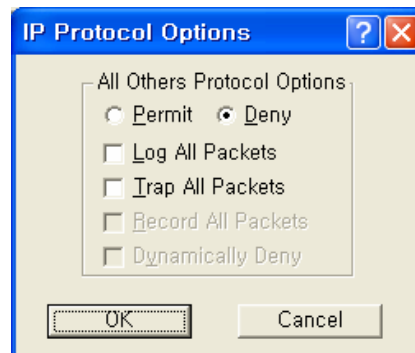 IP Protocol Options
All Others Protocol Options
Permit Deny
Log All Packets
Trap All Packets
Record All Packets
Dynamically Deny
OK Cancel